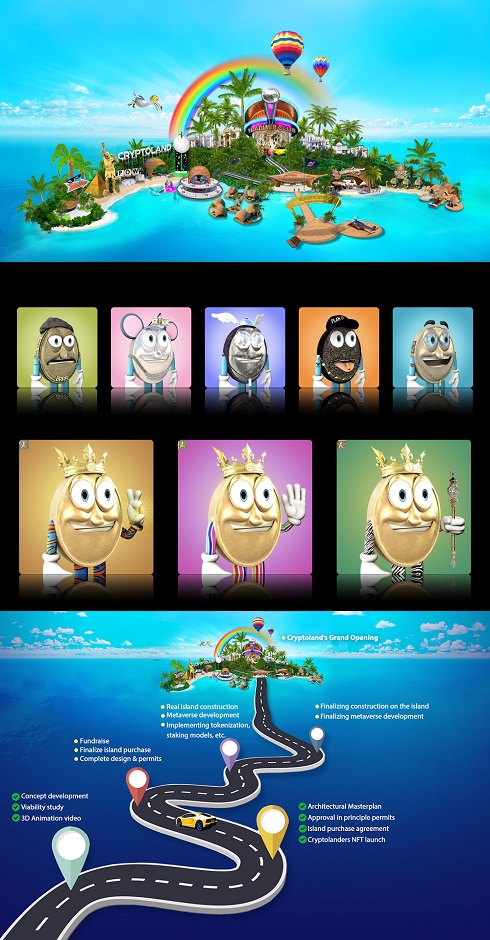 CRYPTOLAND
Cryptoland's Grand Opening
Real island construction
Metaverse development
Implementing tokenization,
staking models, etc.
Finalizing construction on the island
Finalizing metaverse development
Fundraise
Finalize island purchase
Complete design & permits
Concept development
Viability study
3D Animation video
Architectural Masterplan
Approval in principle permits
Island purchase agreement
Cryptolanders NFT launch